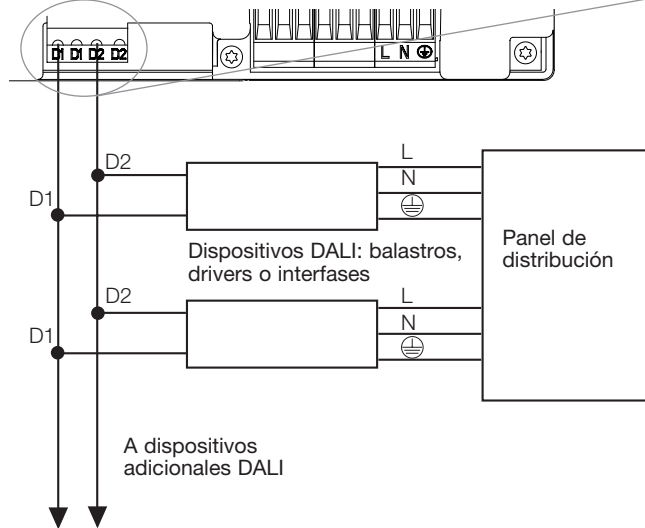 D1 D1 D2 D2
L N
D2
D1
L
N
Dispositivos DALI: balastros,
drivers o interfases
Panel de
distribución
D2
D1
L
N
A dispositivos
adicionales DALI